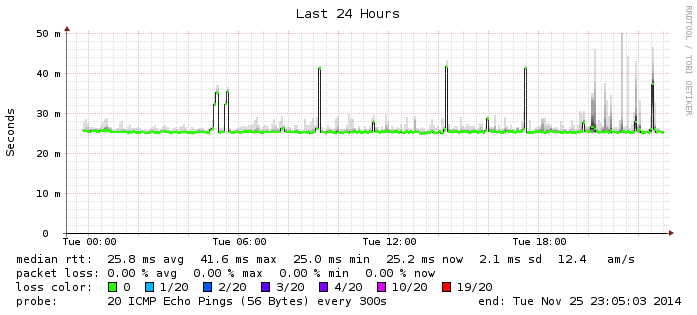 Last 24 Hours
RRDTOOL / TOBI OETIKER
Seconds
50 m
40 m
30 m
20 m
10 m
0
Tue 00:00 Tue 06:00 Tue 12:00 Tue 18:00
median rtt: 25.8 ms avg 41.6 ms max 25.0 ms min 25.2 ms now 2.1 ms sd 12.4 am/s
packet loss: 0.00 % avg 0.00 % max 0.00 % min 0.00 % now
loss color: 0 1/20 2/20 3/20 4/20 10/20 19/20
probe: 20 ICMP Echo Pings (56 Bytes) every 300s end: Tue Nov 25 23:05:03 2014